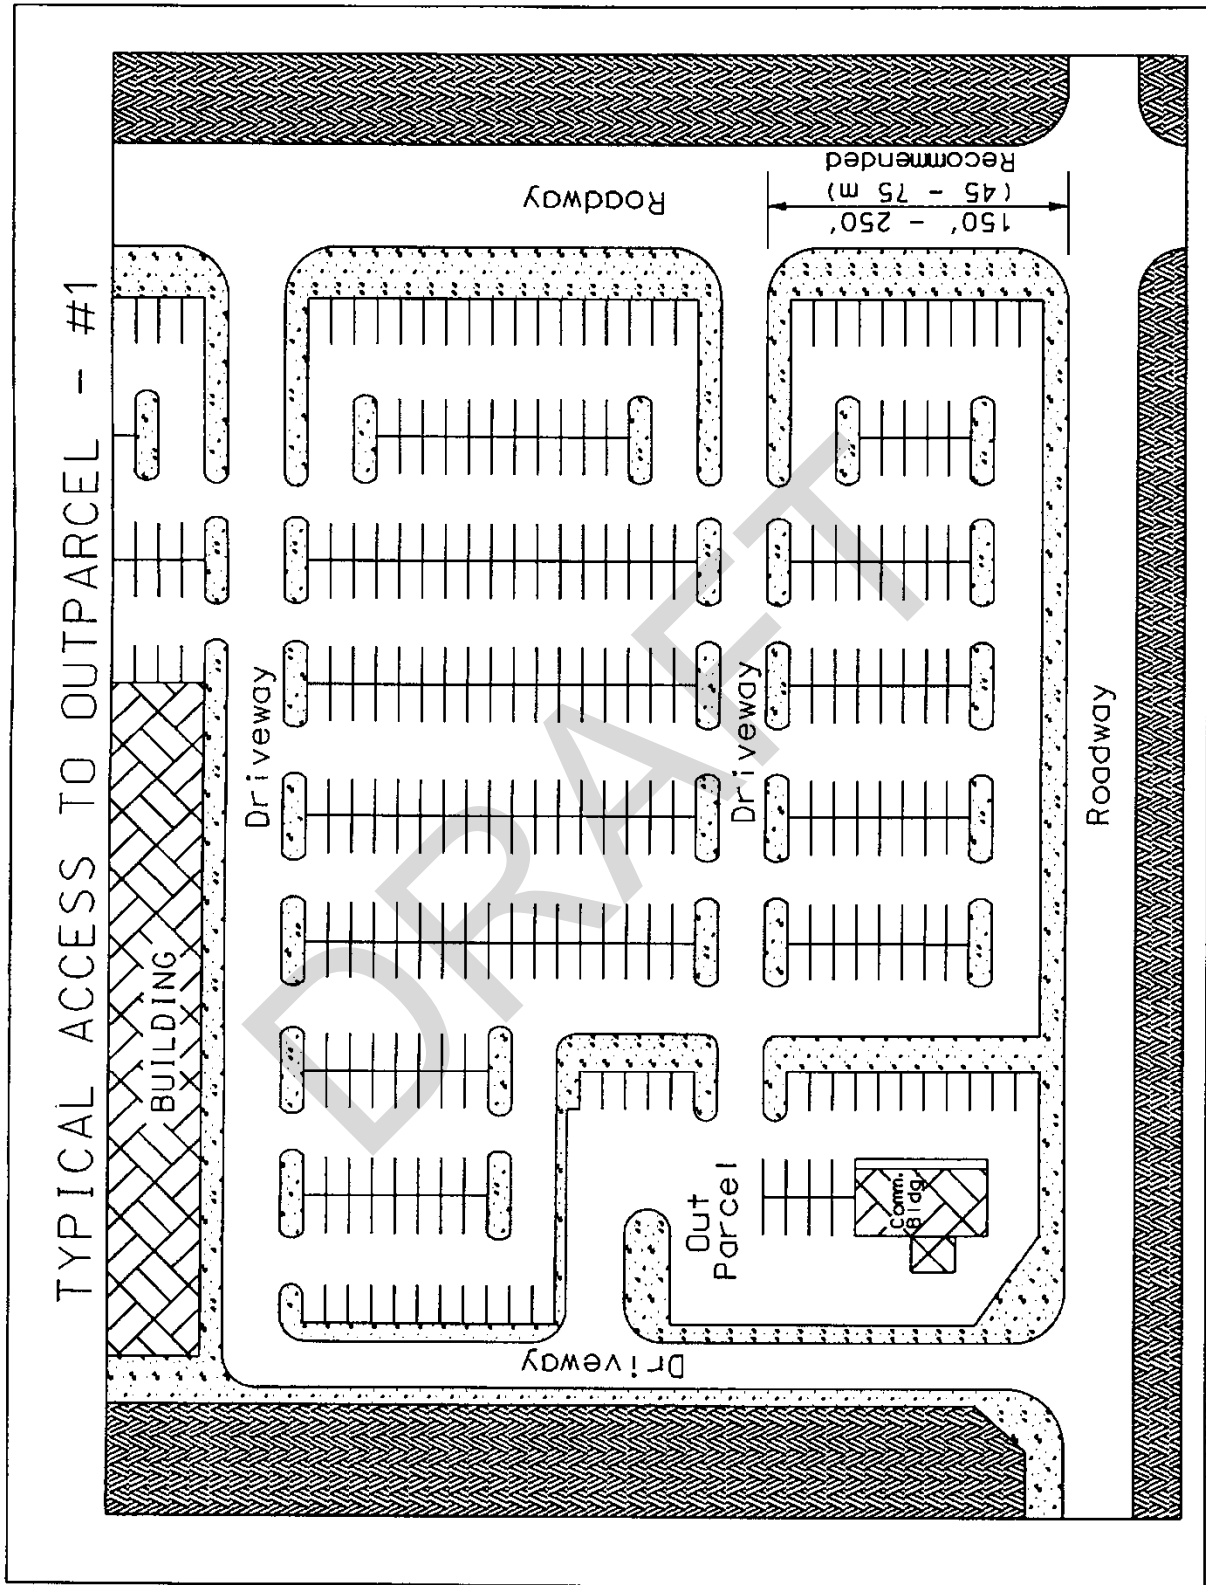 TYPICAL ACCESS TO OUTPARCEL - #1
BUILDING
Driveway
Roadway
150' - 250'
(45 - 75 m)
Recommended
Driveway
Roadway
Out
Parcel
Comm.
Bldg.
Driveway
DRAFT